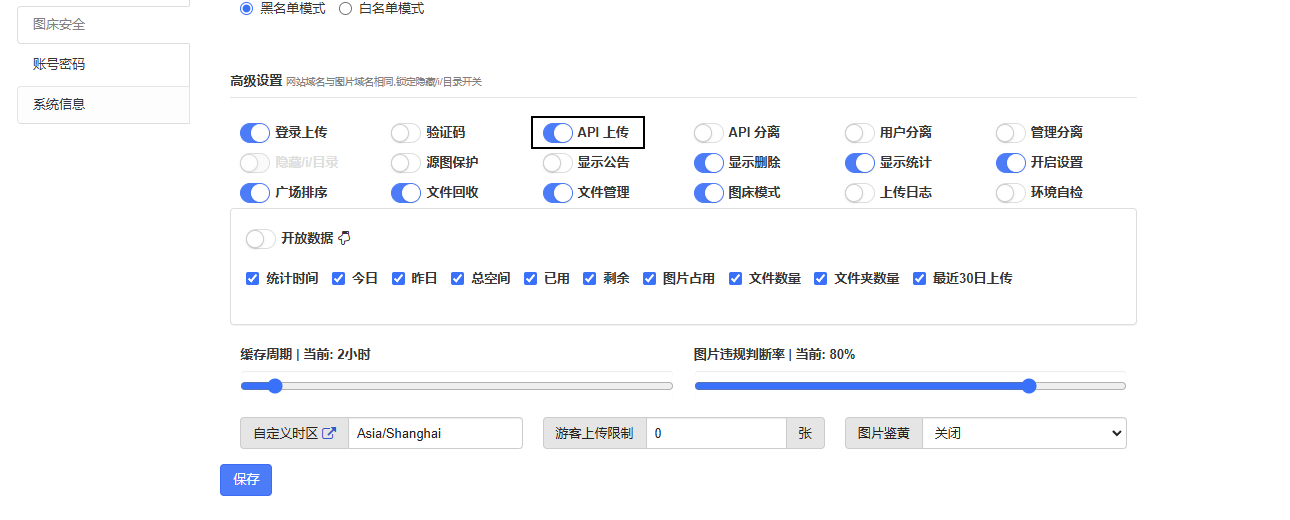 黑名单模式 白名单模式
图床安全
账号密码
高级设置 网站域名与图片域名相同,锁定隐藏/i/目录开关
系统信息
登录上传 验证码 API 上传 API 分离 用户分离 管理分离
隐藏/i/目录 源图保护 显示公告 显示删除 显示统计 开启设置
广场排序 文件回收 文件管理 图床模式 上传日志 环境自检
开放数据
统计时间 今日 昨日 总空间 已用 剩余 图片占用 文件数量 文件夹数量 最近30日上传
缓存周期 | 当前: 2小时 图片违规判断率 | 当前: 80%
自定义时区 Asia/Shanghai 游客上传限制 0 张 图片鉴黄 关闭
保存